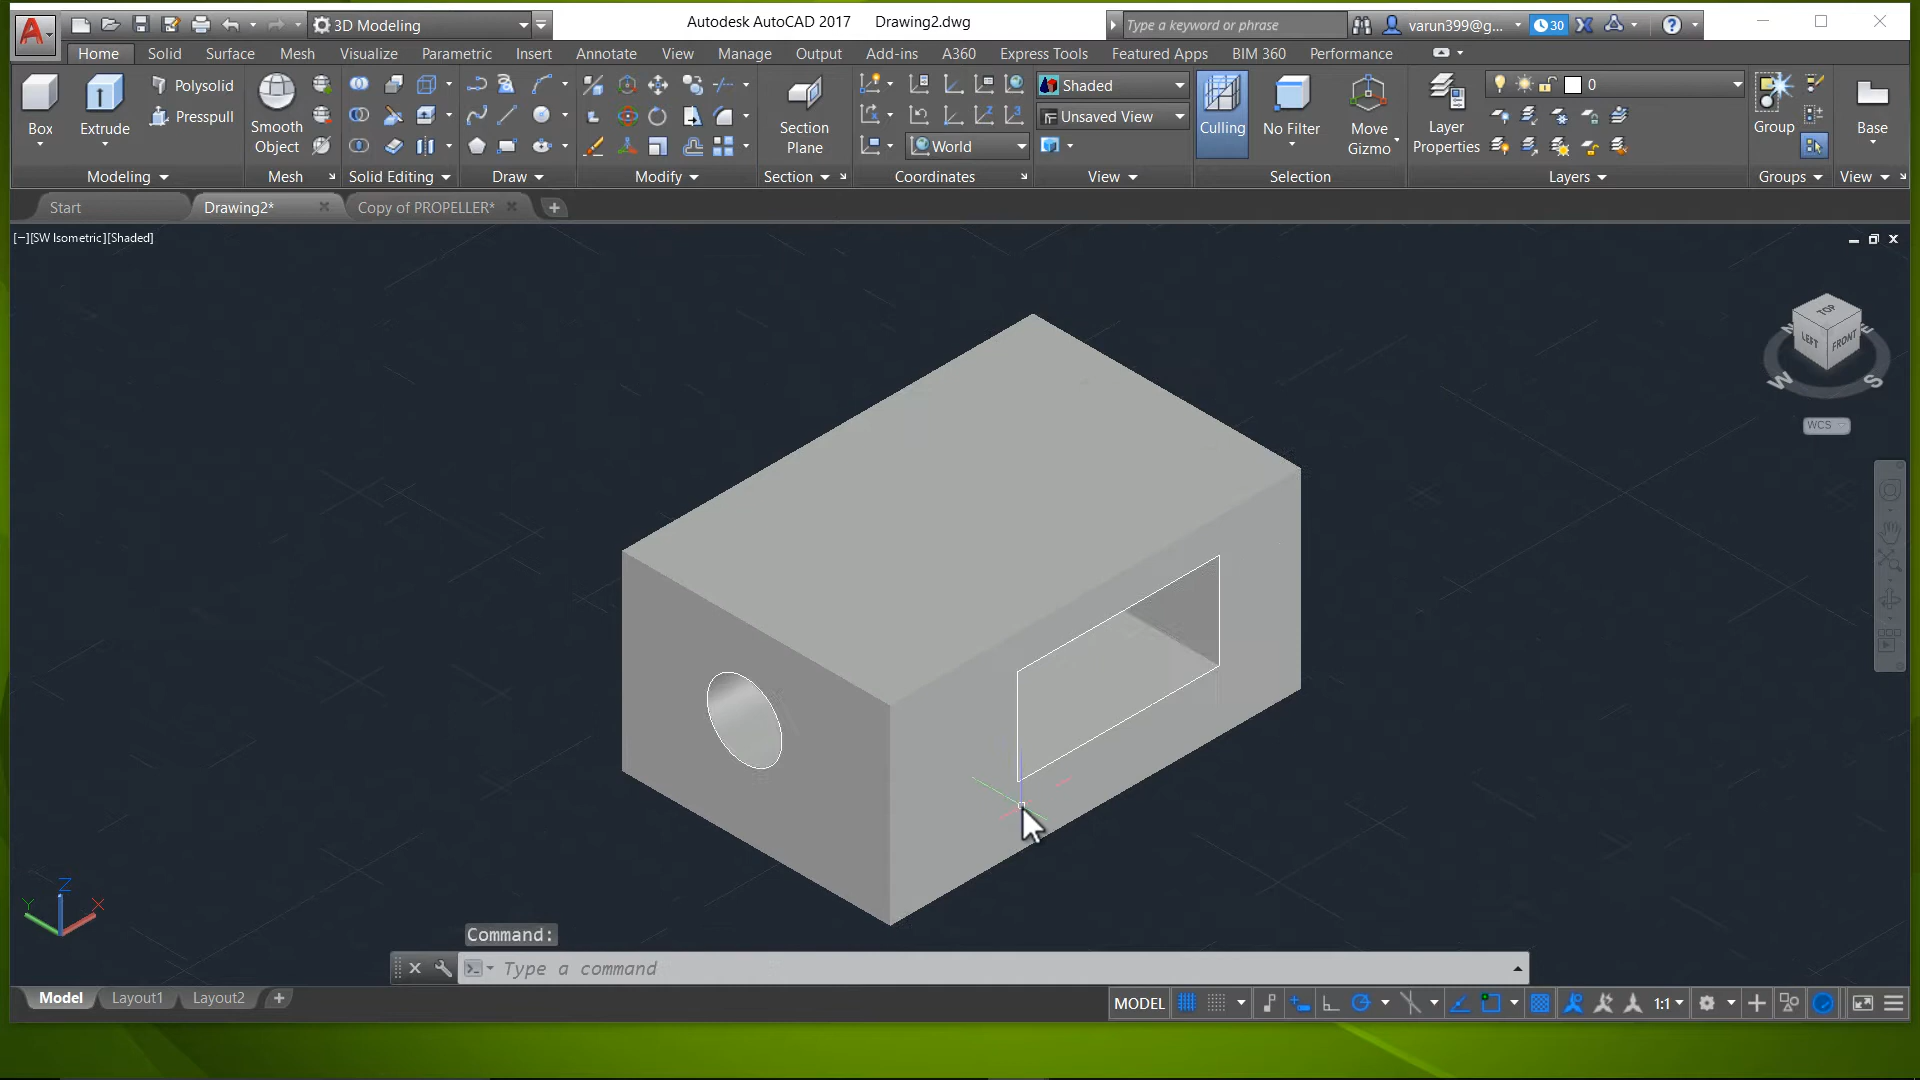 3D Modeling
Autodesk AutoCAD 2017 Drawing2.dwg
Type a keyword or phrase
varun399@g...
30
Home Solid Surface Mesh Visualize Parametric Insert Annotate View Manage Output Add-ins A360 Express Tools Featured Apps BIM 360 Performance
Box
Extrude
Polysolid
Presspull
Smooth Object
Section Plane
World
Shaded
Unsaved View
Culling
No Filter
Move Gizmo
Layer Properties
0
Group
Base
Modeling Mesh Solid Editing Draw Modify Section Coordinates View Selection Layers Groups View
Start Drawing2* Copy of PROPELLER*
[−][SW Isometric][Shaded]
TOP
LEFT FRONT
N E
W S
WCS
Z
Y X
Command:
Type a command
Model Layout1 Layout2
MODEL 1:1